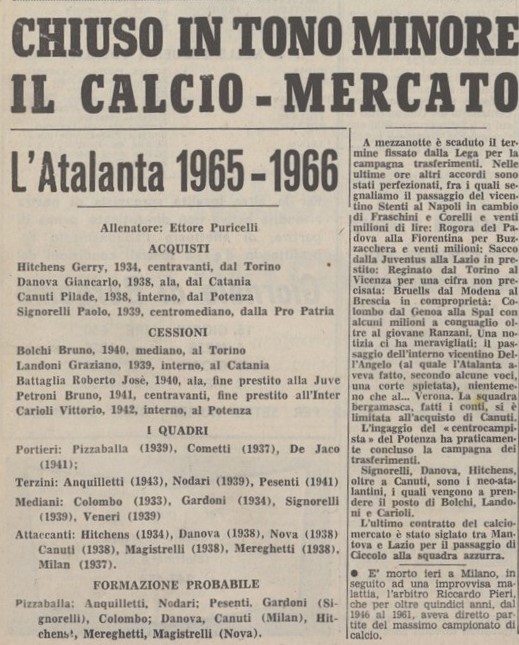 CHIUSO IN TONO MINORE
IL CALCIO - MERCATO
L'Atalanta 1965-1966
Allenatore: Ettore Puricelli
ACQUISTI
Hitchens Gerry, 1934, centravanti, dal Torino
Danova Giancarlo, 1938, ala, dal Catania
Canuti Pilade, 1938, interno, dal Potenza
Signorelli Paolo, 1939, centromediano, dalla Pro Patria
CESSIONI
Bolchi Bruno, 1940, mediano, al Torino
Landoni Graziano, 1939, interno, al Catania
Battaglia Roberto José, 1940, ala, fine prestito alla Juve
Petroni Bruno, 1941, centravanti, fine prestito all'Inter
Carioli Vittorio, 1942, interno, al Potenza
I QUADRI
Portieri: Pizzaballa (1939), Cometti (1937), De Jaco
(1941);
Terzini: Anquilletti (1943), Nodari (1939), Pesenti (1941)
Mediani: Colombo (1933), Gardoni (1934), Signorelli
(1939), Veneri (1939)
Attaccanti: Hitchens (1934), Danova (1938), Nova (1938)
Canuti (1938), Magistrelli (1938), Mereghetti (1938),
Milan (1937).
FORMAZIONE PROBABILE
Pizzaballa: Anquilletti, Nodari; Pesenti, Gardoni (Si-
gnorelli), Colombo; Danova, Canuti (Milan), Hit-
chens, Mereghetti, Magistrelli (Nova).
A mezzanotte è scaduto il ter-
mine fissato dalla Lega per la
campagna trasferimenti. Nelle
ultime ore altri accordi sono
stati perfezionati, fra i quali se-
gnaliamo il passaggio del vicen-
tino Stenti al Napoli in cambio
di Fraschini e Corelli e venti
milioni di lire: Rogora del Pa-
dova alla Fiorentina per Buz-
zacchera e venti milioni: Sacco
dalla Juventus alla Lazio in pre-
stito: Reginato dal Torino al
Vicenza per una cifra non pre-
cisata: Bruells dal Modena al
Brescia in comproprietà: Co-
lombo dal Genoa alla Spal con
alcuni milioni a conguaglio ol-
tre al giovane Ranzani. Una no-
tizia ci ha meravigliati: il pas-
saggio dell'interno vicentino Del-
l'Angelo (al quale l'Atalanta a-
veva fatto, secondo alcune voci,
una corte spietata), nienteme-
no che al... Verona. La squadra
bergamasca, fatti i conti, si è
limitata all'acquisto di Canuti.
L'ingaggio del «centrocampi-
sta» del Potenza ha praticamen-
te concluso la campagna dei
trasferimenti.
Signorelli, Danova, Hitchens,
oltre a Canuti, sono i neo-ata-
lantini, i quali vengono a pren-
dere il posto di Bolchi, Lando-
ni e Carioli.
L'ultimo contratto del calcio-
mercato è stato siglato tra Man-
tova e Lazio per il passaggio di
Ciccolo alla squadra azzurra.
● E' morto ieri a Milano, in
seguito ad una improvvisa ma-
lattia, l'arbitro Riccardo Pieri,
che per oltre quindici anni, dal
1946 al 1961, aveva diretto par-
tite del massimo campionato di
calcio.